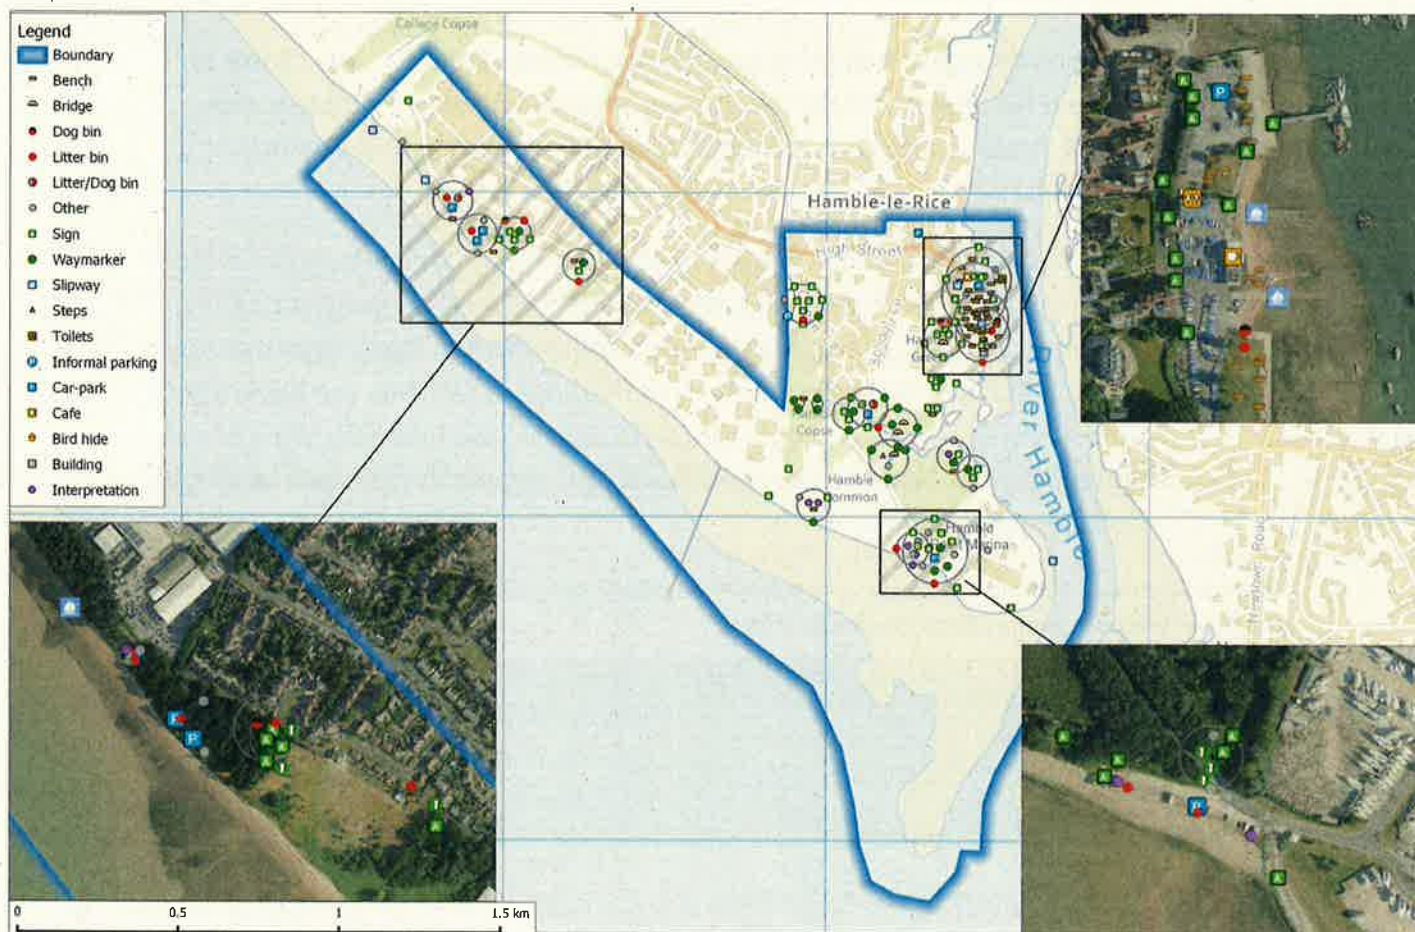 Legend
Boundary
Bench
Bridge
Dog bin
Litter bin
Litter/Dog bin
Other
Sign
Waymarker
Slipway
Steps
Toilets
Informal parking
Car-park
Cafe
Bird hide
Building
Interpretation
College Copse
Hamble-le-Rice
High Street
River Hamble
Copse
Hamble
Common
Hamble
Marina
P
P
P
P
0 0.5 1 1.5 km